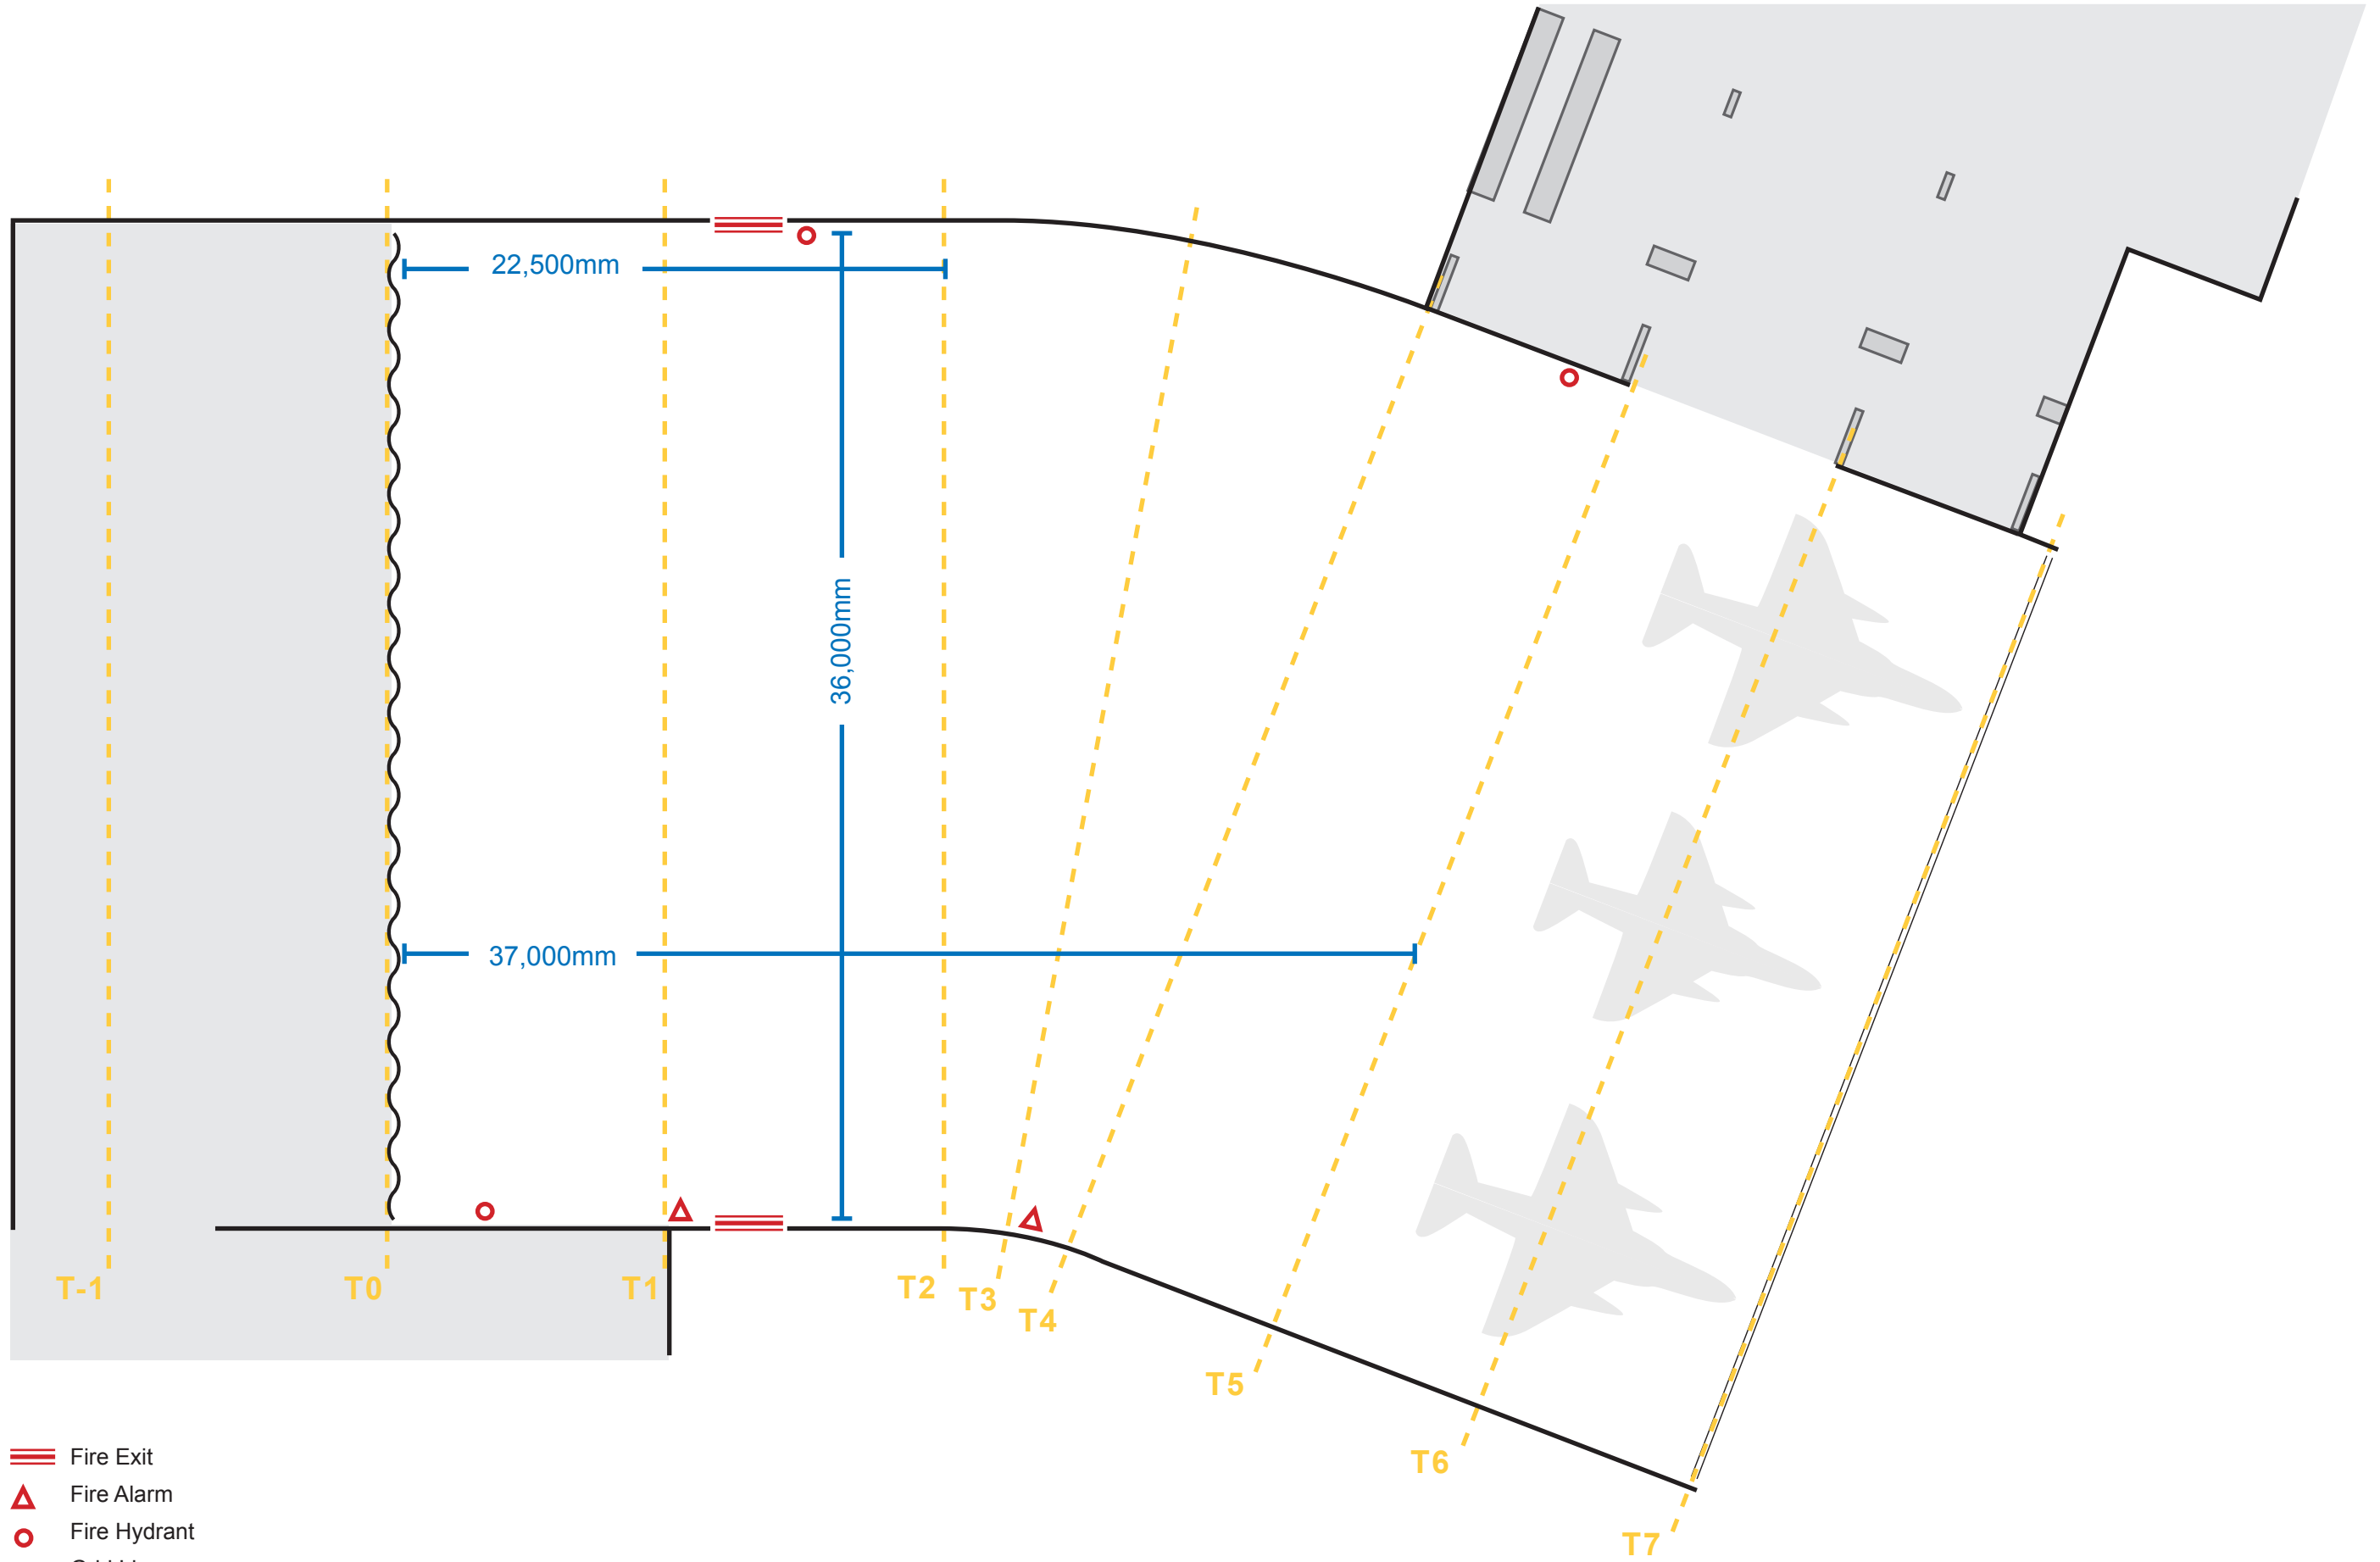 22,500mm
36,000mm
37,000mm
T-1
T0
T1
T2
T3
T4
T5
T6
T7
Fire Exit
Fire Alarm
Fire Hydrant